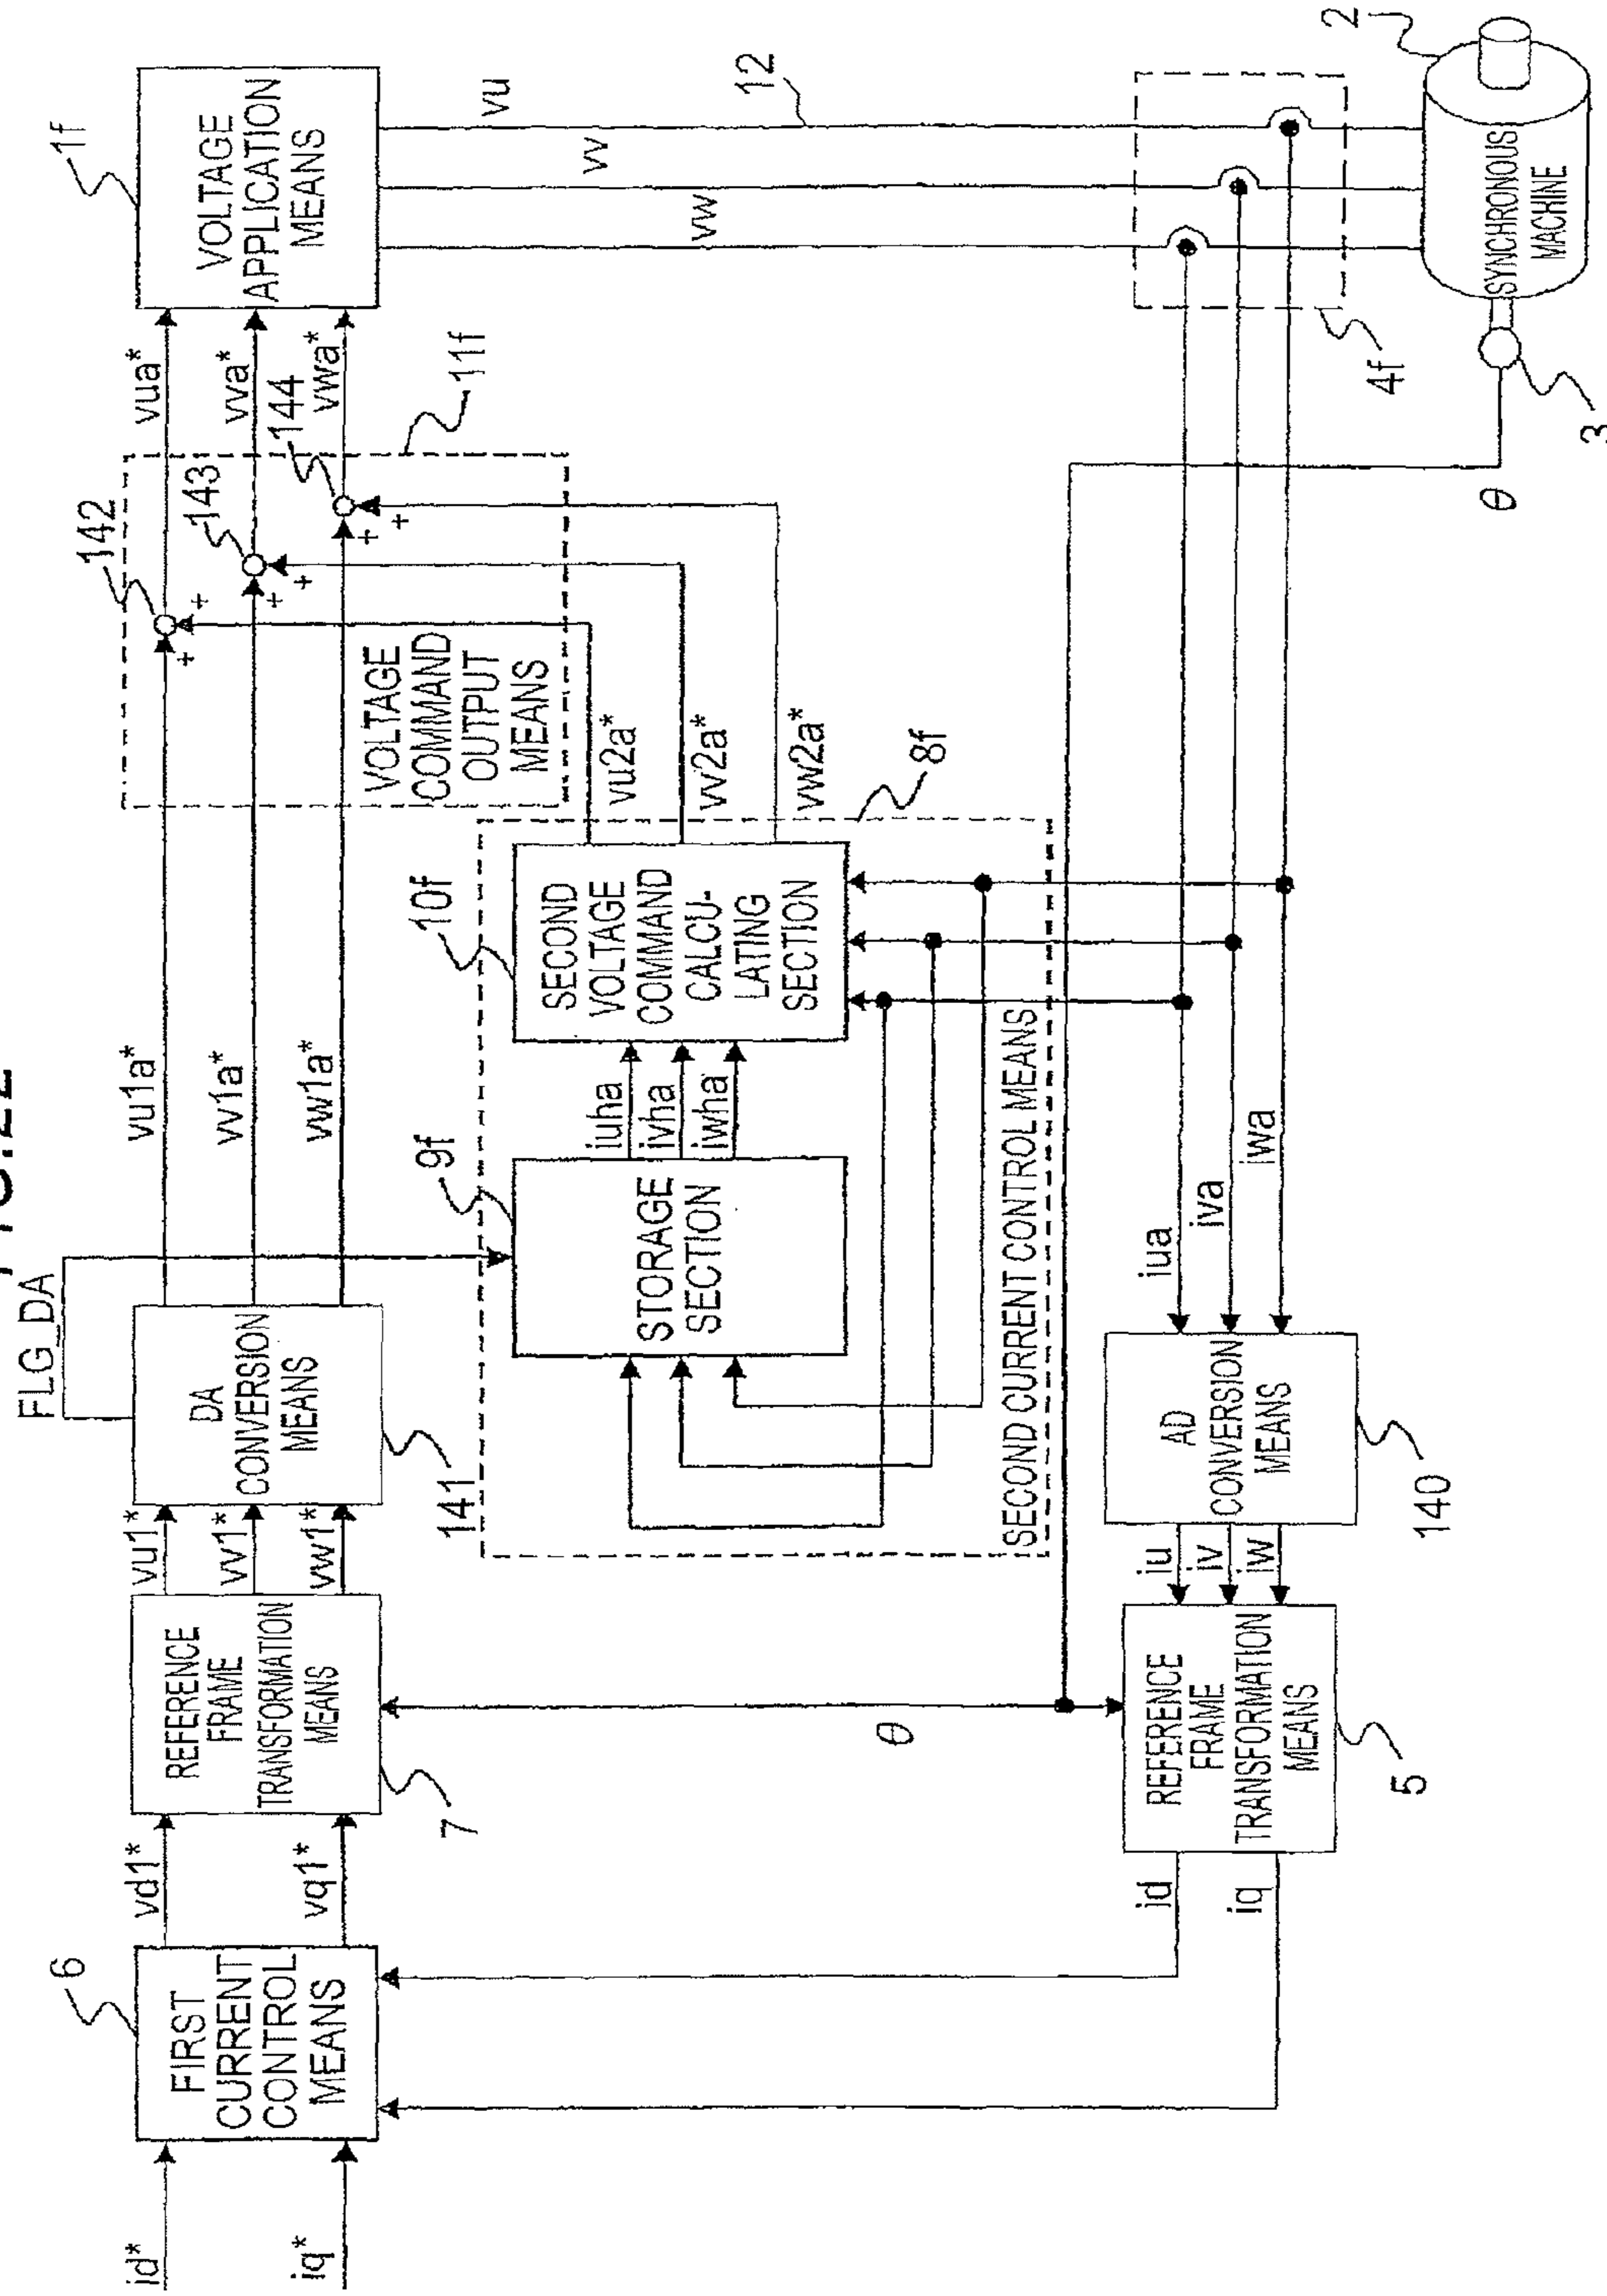 FIG.22
FLG_DA
id*
iq*
6
FIRST
CURRENT
CONTROL
MEANS
vd1*
vq1*
REFERENCE
FRAME
TRANSFORMATION
MEANS
7
vu1*
vv1*
vw1*
DA
CONVERSION
MEANS
141
vu1a*
vv1a*
vw1a*
142
143
144
+
+
+
+
+
+
VOLTAGE
COMMAND
OUTPUT
MEANS
11f
vua*
vva*
vwa*
1f
VOLTAGE
APPLICATION
MEANS
9f
STORAGE
SECTION
iuha
ivha
iwha
10f
SECOND
VOLTAGE
COMMAND
CALCU-
LATING
SECTION
vu2a*
vv2a*
vw2a*
8f
SECOND CURRENT CONTROL MEANS
vu
vv
vw
12
θ
id
iq
REFERENCE
FRAME
TRANSFORMATION
MEANS
5
iu
iv
iw
AD
CONVERSION
MEANS
140
iua
iva
iwa
4f
θ
2
SYNCHRONOUS
MACHINE
3